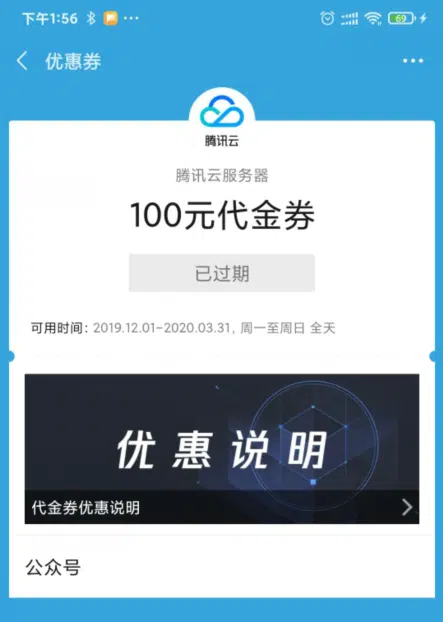 下午1:56
69
优惠券
腾讯云
腾讯云服务器
100元代金券
已过期
可用时间：2019.12.01-2020.03.31, 周一至周日 全天
优惠说明
代金券优惠说明
公众号